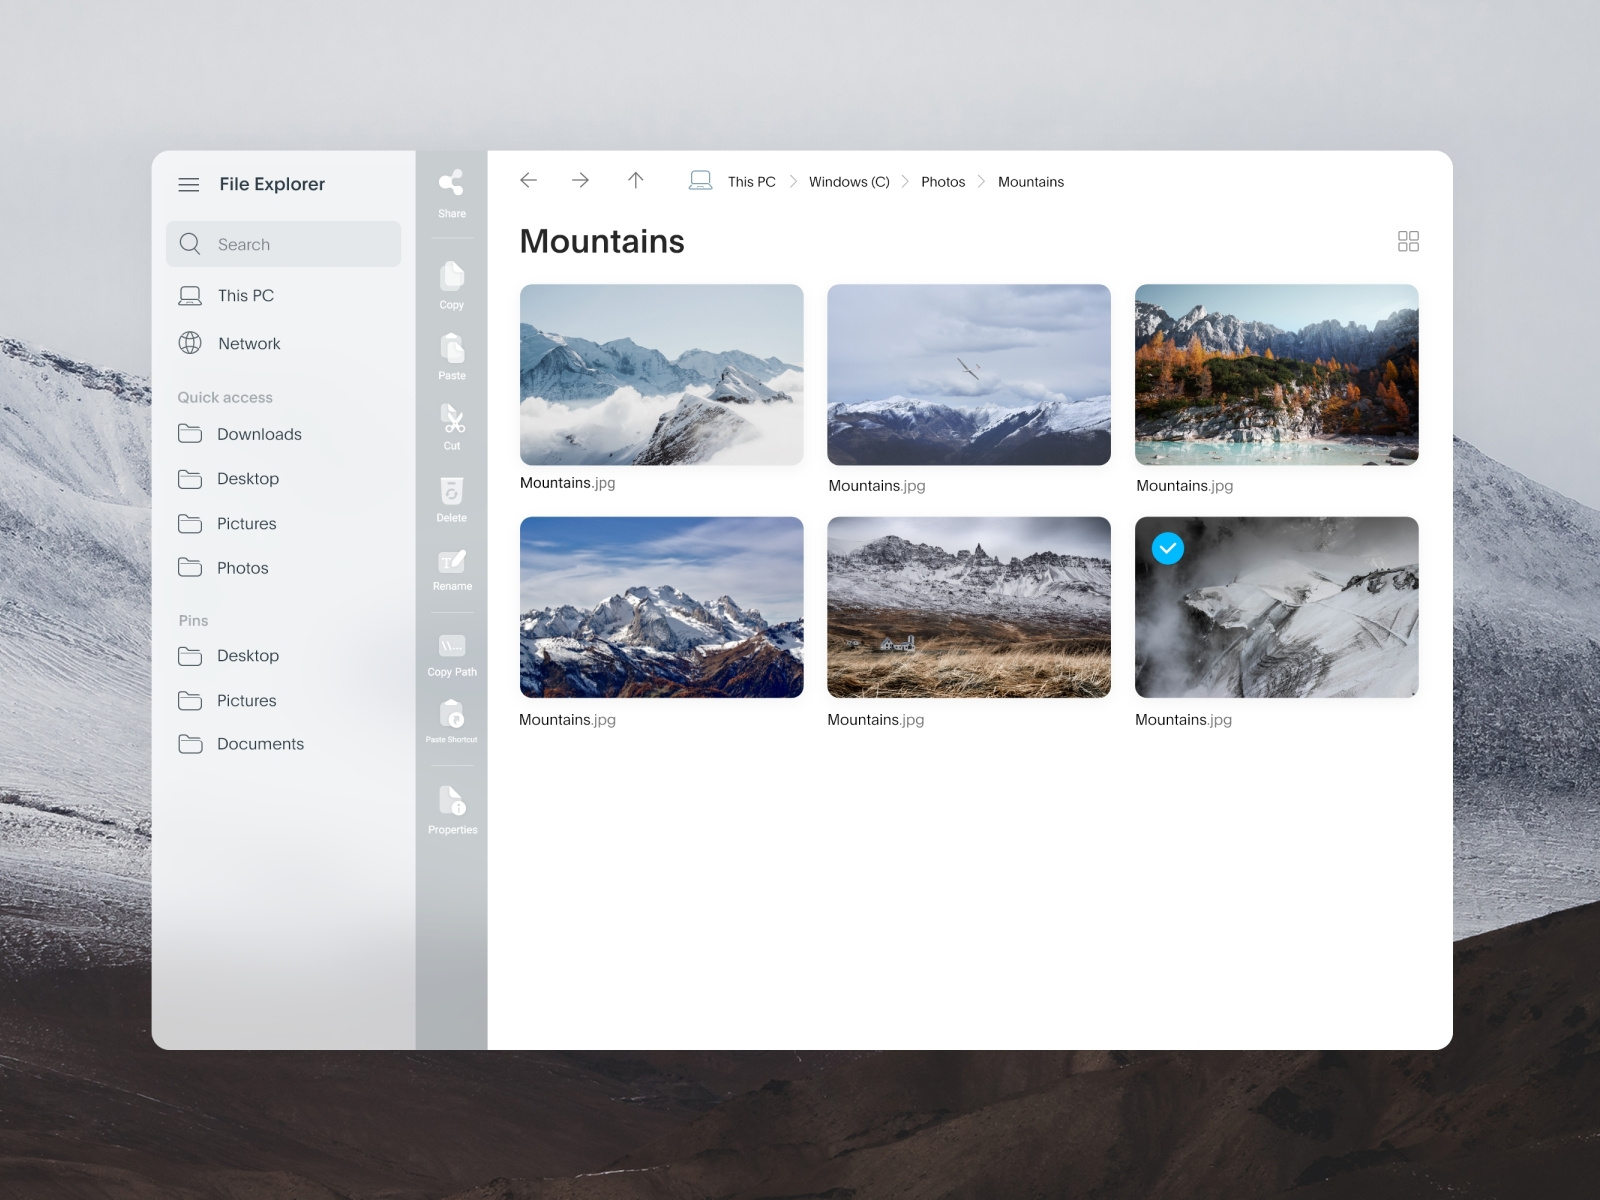 File Explorer
Search
This PC
Network
Quick access
Downloads
Desktop
Pictures
Photos
Pins
Desktop
Pictures
Documents
Share
Copy
Paste
Cut
Delete
T
Rename
\\...
Copy Path
Paste Shortcut
Properties
This PC Windows (C) Photos Mountains
Mountains
Mountains.jpg
Mountains.jpg
Mountains.jpg
Mountains.jpg
Mountains.jpg
Mountains.jpg